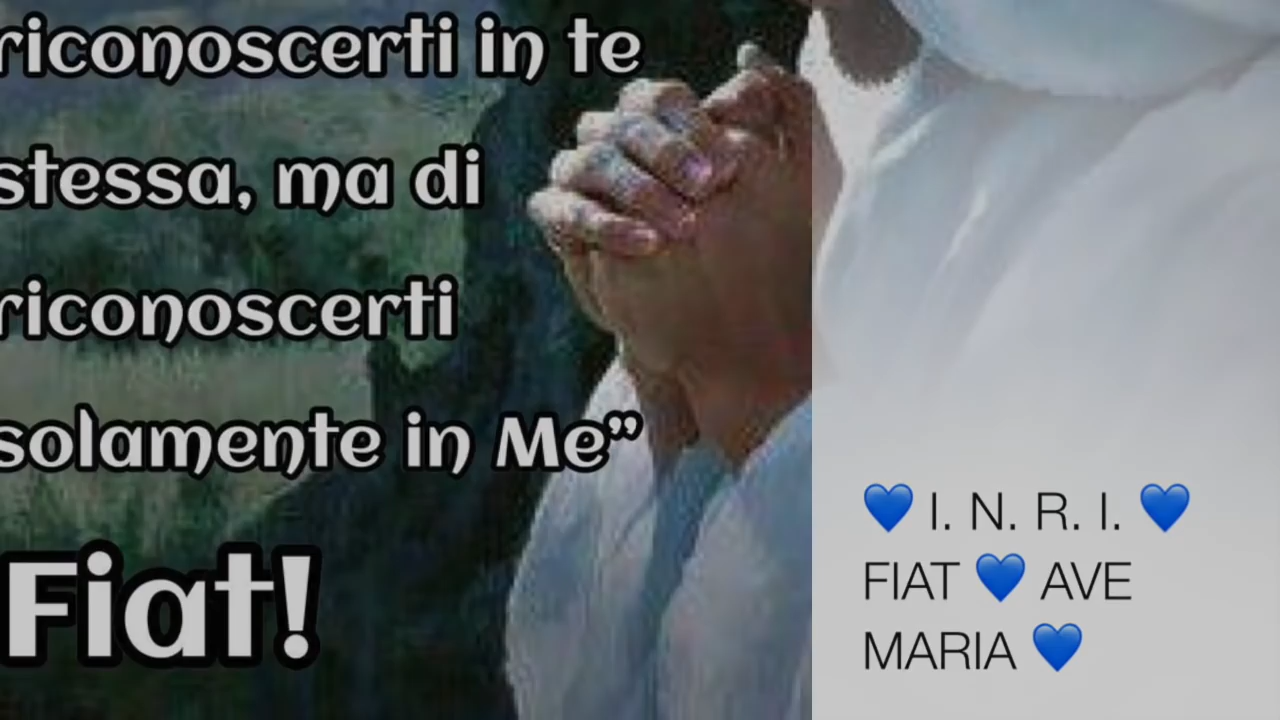 riconoscerti in te
stessa, ma di
riconoscerti
solamente in Me”
Fiat!
💙 I. N. R. I. 💙
FIAT 💙 AVE
MARIA 💙